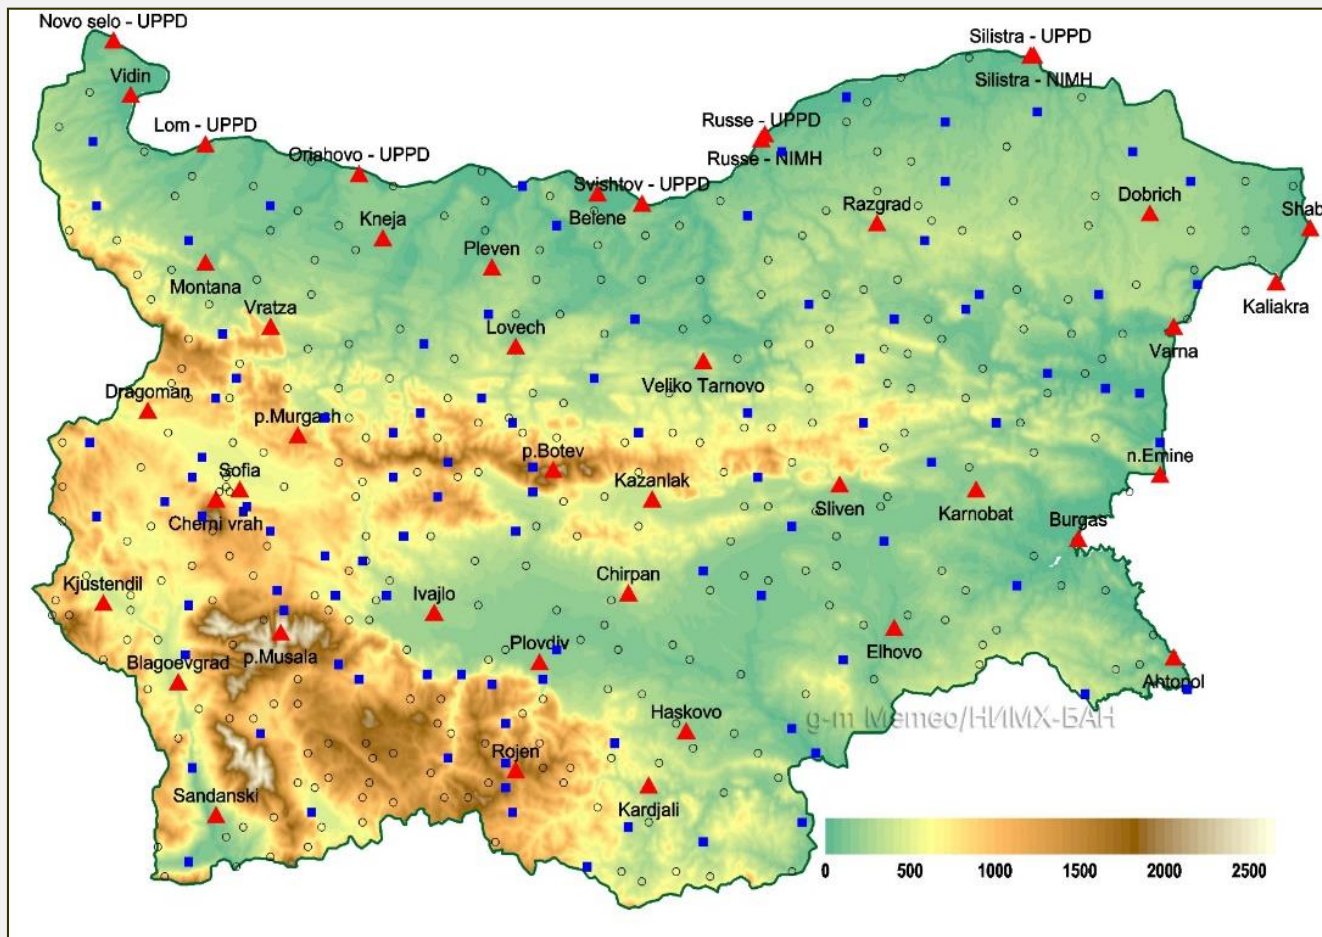 Novo selo - UPPD
Silistra - UPPD
Vidin
Silistra - NIMH
Lom - UPPD
Russe - UPPD
Oriahovo - UPPD
Russe - NIMH
Svishtov - UPPD
Dobrich
Belene
Razgrad
Shab
Kneja
Pleven
Montana
Kaliakra
Vratza
Lovech
Varna
Veliko Tarnovo
Dragoman
p.Murgash
p.Botev
n.Emine
Sofia
Kazanlak
Sliven
Karnobat
Cherni vrah
Burgas
Chirpan
Kjustendil
Ivajlo
Plovdiv
Elhovo
p.Musala
Blagoevgrad
Ahtopol
Haskovo
g-m Memeo/НИМХ-БАН
Rojen
Sandanski
Kardjali
0 500 1000 1500 2000 2500